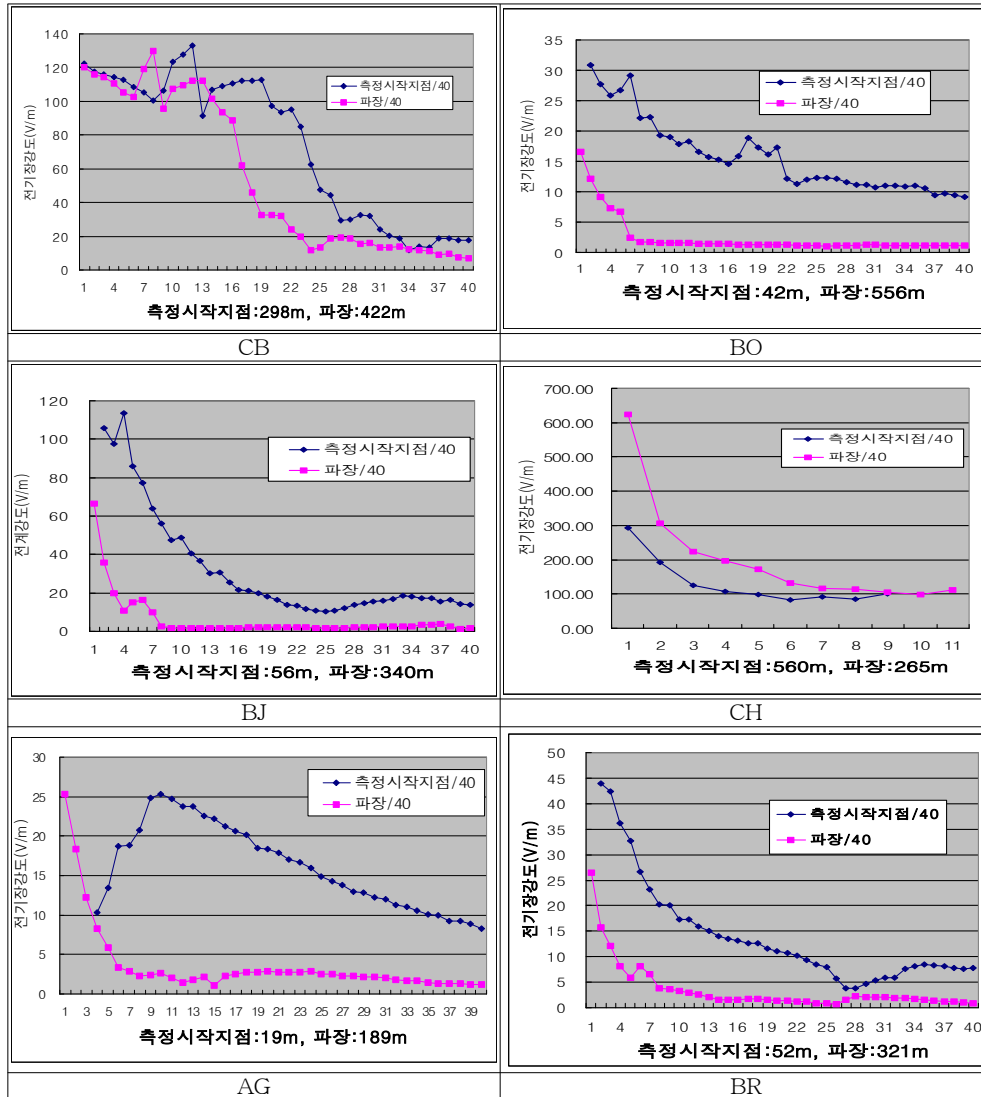 140
120
100
80
60
40
20
0
전기장강도(V/m)
측정시작지점/40
파장/40
1 4 7 10 13 16 19 22 25 28 31 34 37 40
측정시작지점:298m, 파장:422m
CB
35
30
25
20
15
10
5
0
전기장강도(V/m)
측정시작지점/40
파장/40
1 4 7 10 13 16 19 22 25 28 31 34 37 40
측정시작지점:42m, 파장:556m
BO
120
100
80
60
40
20
0
전계강도(V/m)
측정시작지점/40
파장/40
1 4 7 10 13 16 19 22 25 28 31 34 37 40
측정시작지점:56m, 파장:340m
BJ
700.00
600.00
500.00
400.00
300.00
200.00
100.00
0.00
전기장강도(V/m)
측정시작지점/40
파장/40
1 2 3 4 5 6 7 8 9 10 11
측정시작지점:560m, 파장:265m
CH
30
25
20
15
10
5
0
전기장강도(V/m)
측정시작지점/40
파장/40
1 3 5 7 9 11 13 15 17 19 21 23 25 27 29 31 33 35 37 39
측정시작지점:19m, 파장:189m
AG
50
45
40
35
30
25
20
15
10
5
0
전기장강도(V/m)
측정시작지점/40
파장/40
1 4 7 10 13 16 19 22 25 28 31 34 37 40
측정시작지점:52m, 파장:321m
BR